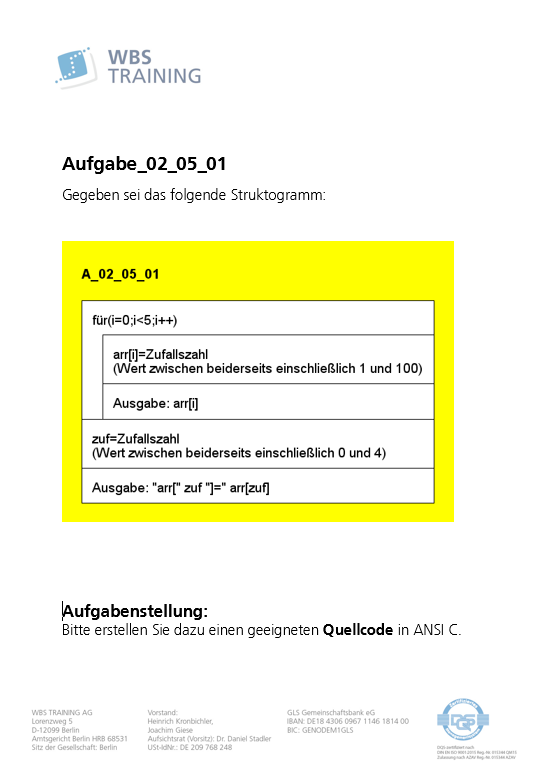 WBS
TRAINING
Aufgabe_02_05_01
Gegeben sei das folgende Struktogramm:
A_02_05_01
für(i=0;i<5;i++)
arr[i]=Zufallszahl
(Wert zwischen beiderseits einschließlich 1 und 100)
Ausgabe: arr[i]
zuf=Zufallszahl
(Wert zwischen beiderseits einschließlich 0 und 4)
Ausgabe: "arr[" zuf "]=" arr[zuf]
Aufgabenstellung:
Bitte erstellen Sie dazu einen geeigneten Quellcode in ANSI C.
WBS TRAINING AG
Lorenzweg 5
D-12099 Berlin
Amtsgericht Berlin HRB 68531
Sitz der Gesellschaft: Berlin
Vorstand:
Heinrich Kronbichler,
Joachim Giese
Aufsichtsrat (Vorsitz): Dr. Daniel Stadler
USt-IdNr.: DE 209 768 248
GLS Gemeinschaftsbank eG
IBAN: DE18 4306 0967 1146 1814 00
BIC: GENODEM1GLS
DQS